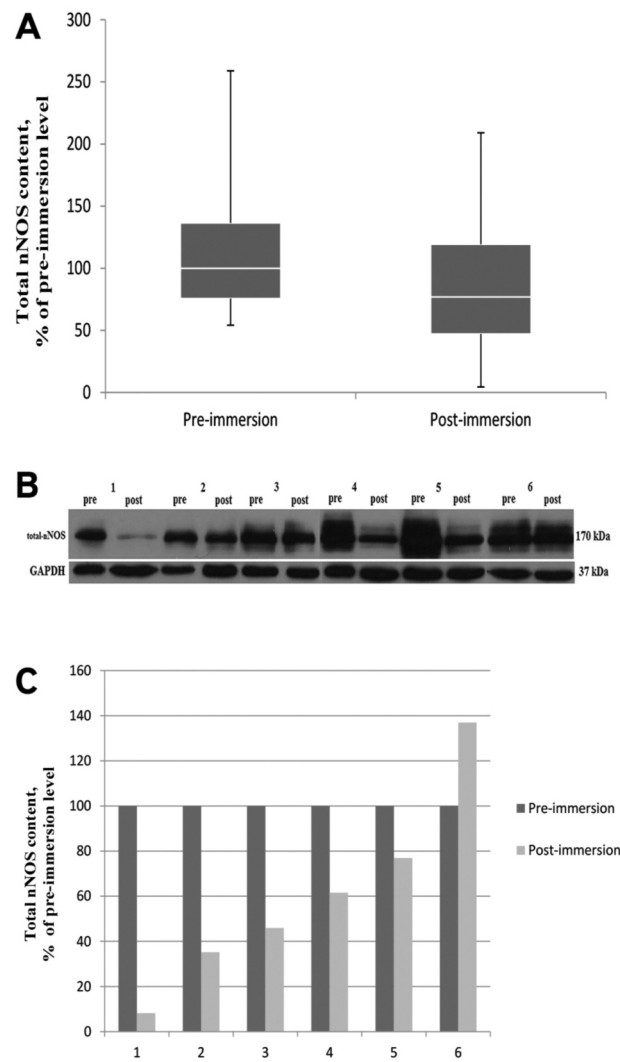 A
300
250
200
150
100
50
0
Total nNOS content,
% of pre-immersion level
Pre-immersion Post-immersion
B
1 2 3 4 5 6
pre post pre post pre post pre post pre post pre post
total-nNOS 170 kDa
GAPDH 37 kDa
C
160
140
120
100
80
60
40
20
0
Total nNOS content,
% of pre-immersion level
Pre-immersion
Post-immersion
1 2 3 4 5 6